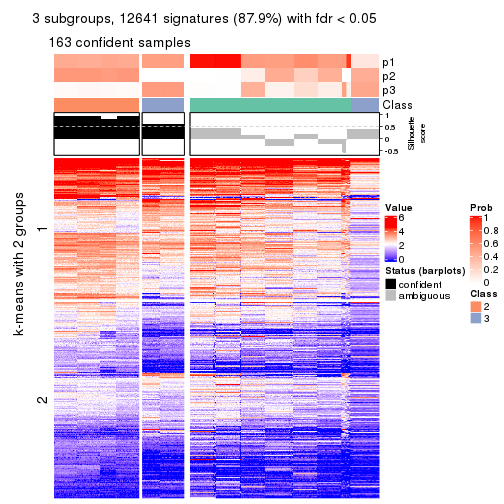 3 subgroups, 12641 signatures (87.9%) with fdr < 0.05
163 confident samples
p1
p2
p3
Class
1
0.5
0
-0.5
Silhouette
score
k-means with 2 groups
1
2
Value
6
4
2
0
Status (barplots)
confident
ambiguous
Prob
1
0.8
0.6
0.4
0.2
0
Class
2
3